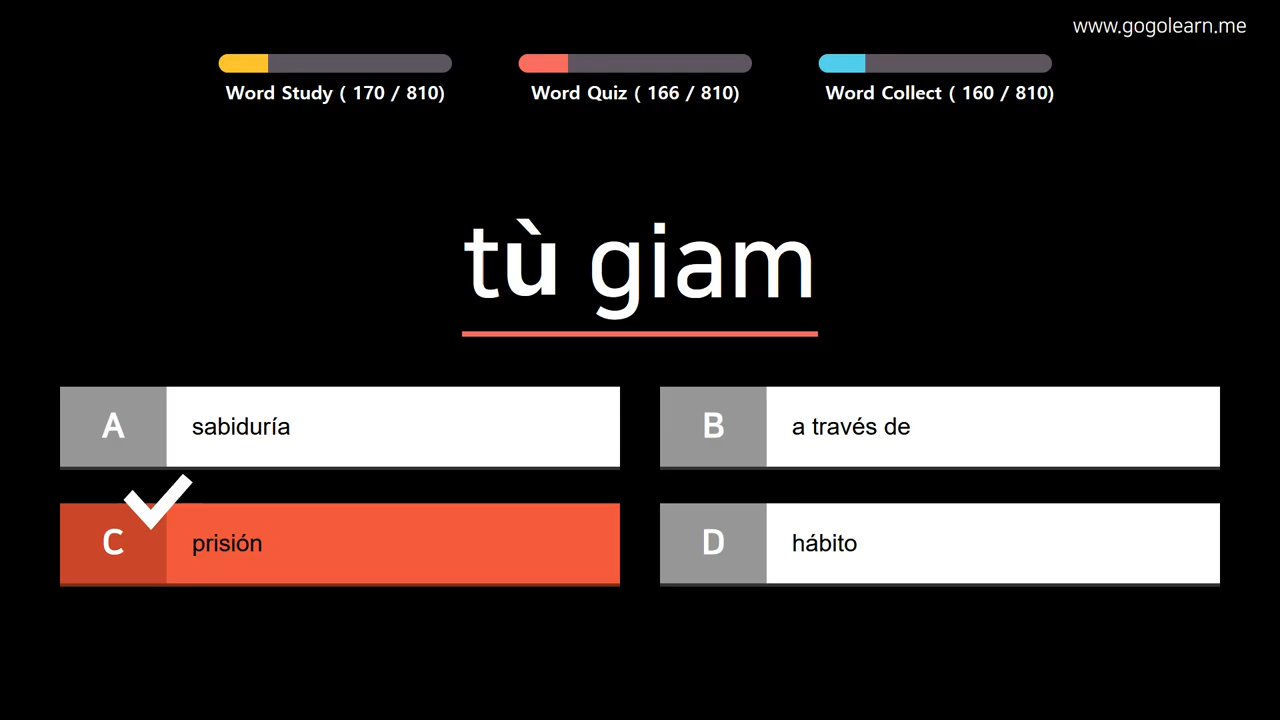 www.gogolearn.me
Word Study ( 170 / 810)
Word Quiz ( 166 / 810)
Word Collect ( 160 / 810)
tù giam
A sabiduría
B a través de
C prisión
D hábito